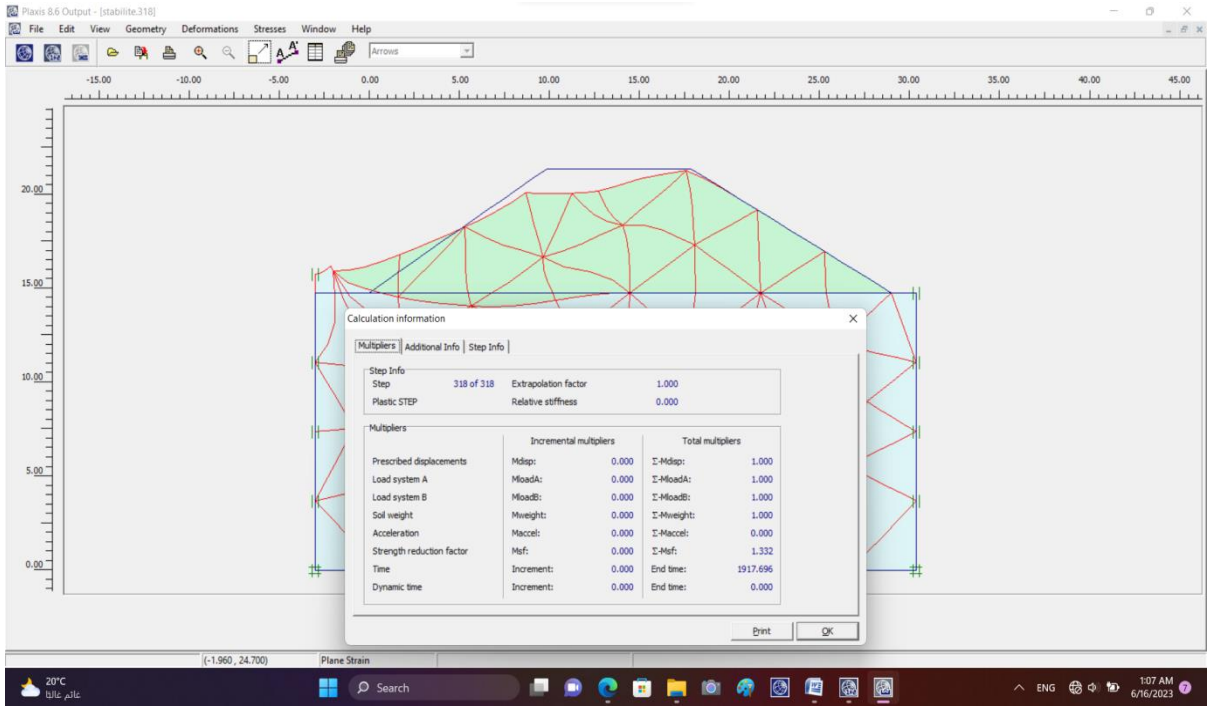 Plaxis 8.6 Output - [stabilite.318]
File Edit View Geometry Deformations Stresses Window Help
Arrows
-15.00 -10.00 -5.00 0.00 5.00 10.00 15.00 20.00 25.00 30.00 35.00 40.00 45.00
20.00
15.00
Calculation information
Multipliers Additional Info Step Info
Step Info
Step 318 of 318 Extrapolation factor 1.000
10.00
Plastic STEP Relative stiffness 0.000
Multipliers
Incremental multipliers Total multipliers
Prescribed displacements Mdisp: 0.000 Σ-Mdisp: 1.000
5.00
Load system A MloadA: 0.000 Σ-MloadA: 1.000
Load system B MloadB: 0.000 Σ-MloadB: 1.000
Soil weight Mweight: 0.000 Σ-Mweight: 1.000
Acceleration Maccel: 0.000 Σ-Maccel: 0.000
Strength reduction factor Msf: 0.000 Σ-Msf: 1.332
0.00
Time Increment: 0.000 End time: 1917.696
Dynamic time Increment: 0.000 End time: 0.000
Print OK
(-1.960 , 24.700) Plane Strain
20°C
غائم غالبًا
Search
ENG
1:07 AM
6/16/2023
7